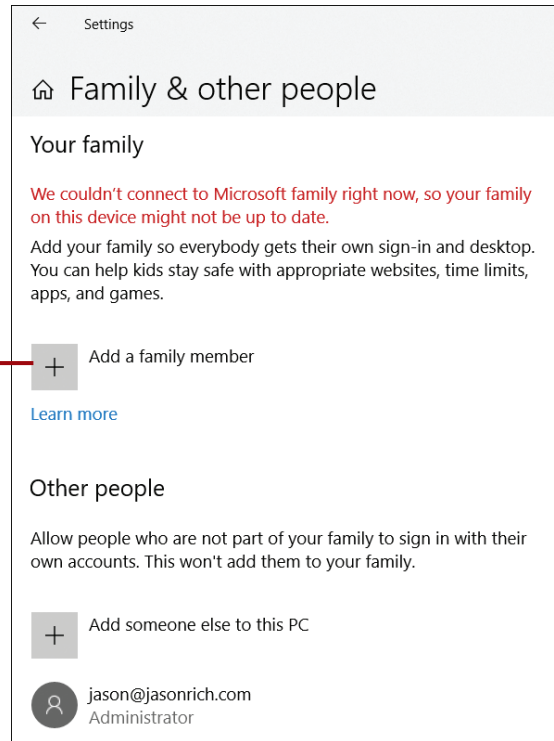 Settings
Family & other people
Your family
We couldn't connect to Microsoft family right now, so your family
on this device might not be up to date.
Add your family so everybody gets their own sign-in and desktop.
You can help kids stay safe with appropriate websites, time limits,
apps, and games.
Add a family member
Learn more
Other people
Allow people who are not part of your family to sign in with their
own accounts. This won't add them to your family.
Add someone else to this PC
jason@jasonrich.com
Administrator